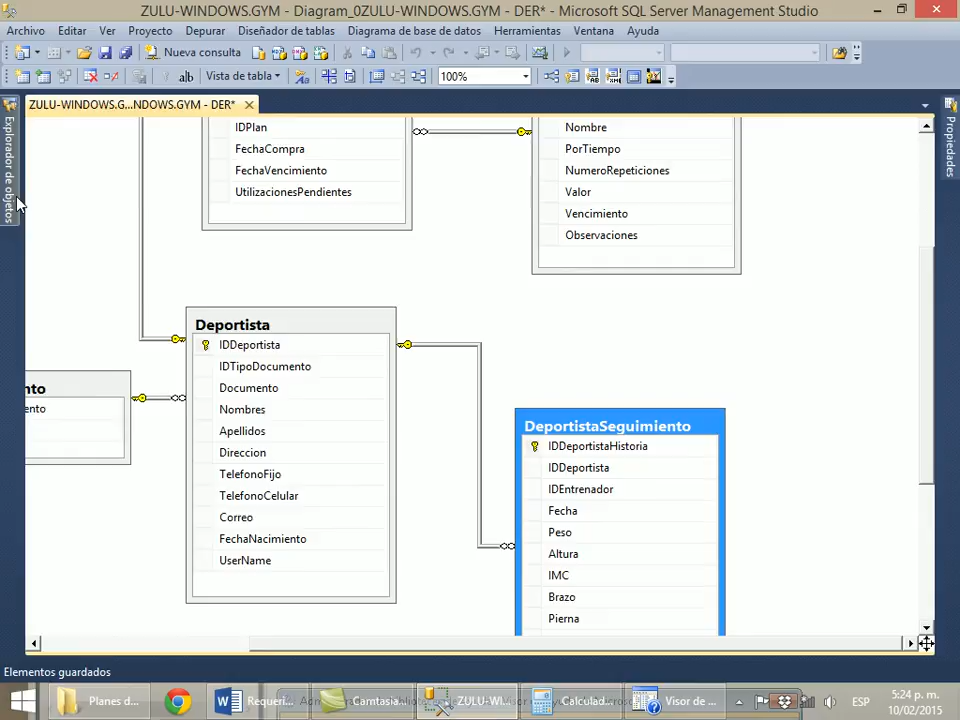 ZULU-WINDOWS.GYM - Diagram_0ZULU-WINDOWS.GYM - DER* - Microsoft SQL Server Management Studio
Archivo Editar Ver Proyecto Depurar Diseñador de tablas Diagrama de base de datos Herramientas Ventana Ayuda
Nueva consulta
ab Vista de tabla 100%
ZULU-WINDOWS.G...NDOWS.GYM - DER*
Explorador de objetos
Propiedades
IDPlan
FechaCompra
FechaVencimiento
UtilizacionesPendientes
Nombre
PorTiempo
NumeroRepeticiones
Valor
Vencimiento
Observaciones
nto
ento
Deportista
IDDeportista
IDTipoDocumento
Documento
Nombres
Apellidos
Direccion
TelefonoFijo
TelefonoCelular
Correo
FechaNacimiento
UserName
DeportistaSeguimiento
IDDeportistaHistoria
IDDeportista
IDEntrenador
Fecha
Peso
Altura
IMC
Brazo
Pierna
Elementos guardados
Planes d... Requeri... Camtasia... ZULU-WI... Calculad... Visor de ...
ESP
5:24 p. m.
10/02/2015